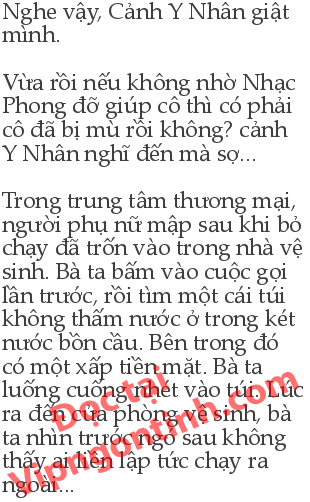 Nghe vậy, Cảnh Y Nhân giật
mình.
Vừa rồi nếu không nhờ Nhạc
Phong đỡ giúp cô thì có phải
cô đã bị mù rồi không? cảnh
Y Nhân nghĩ đến mà sợ...
Trong trung tâm thương mại,
người phụ nữ mập sau khi bỏ
chạy đã trốn vào trong nhà vệ
sinh. Bà ta bấm vào cuộc gọi
lần trước, rồi tìm một cái túi
không thấm nước ở trong két
nước bồn cầu. Bên trong đó
có một xấp tiền mặt. Bà ta
luống cuống nhét vào túi. Lúc
ra đến cửa phòng vệ sinh, bà
ta nhìn trước ngó sau không
thấy ai liền lập tức chạy ra
ngoài...
Đọc tại
Vipngontinh.com